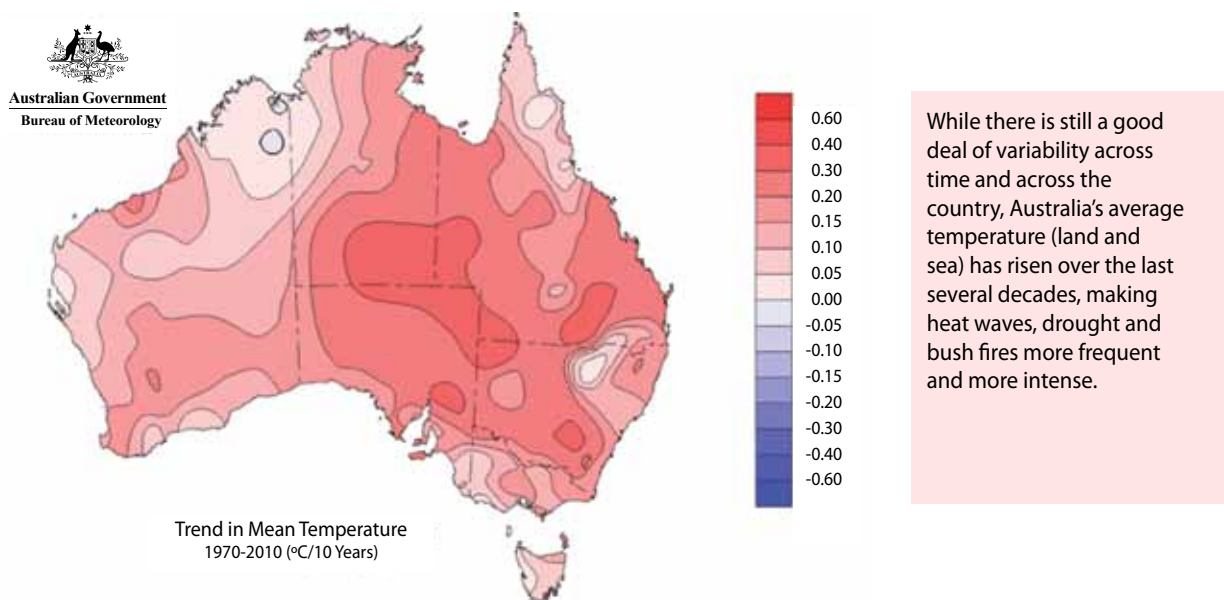 Australian Government
Bureau of Meteorology
0.60
0.40
0.30
0.20
0.15
0.10
0.05
0.00
-0.05
-0.10
-0.15
-0.20
-0.30
-0.40
-0.60
While there is still a good
deal of variability across
time and across the
country, Australia’s average
temperature (land and
sea) has risen over the last
several decades, making
heat waves, drought and
bush fires more frequent
and more intense.
Trend in Mean Temperature
1970-2010 (ºC/10 Years)